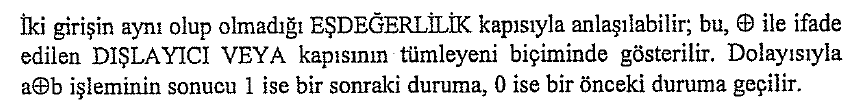 İki girişin aynı olup olmadığı EŞDEĞERLİLİK kapısıyla anlaşılabilir; bu, ⊕ ile ifade
edilen DIŞLAYICI VEYA kapısının tümleyeni biçiminde gösterilir. Dolayısıyla
a⊕b işleminin sonucu 1 ise bir sonraki duruma, 0 ise bir önceki duruma geçilir.